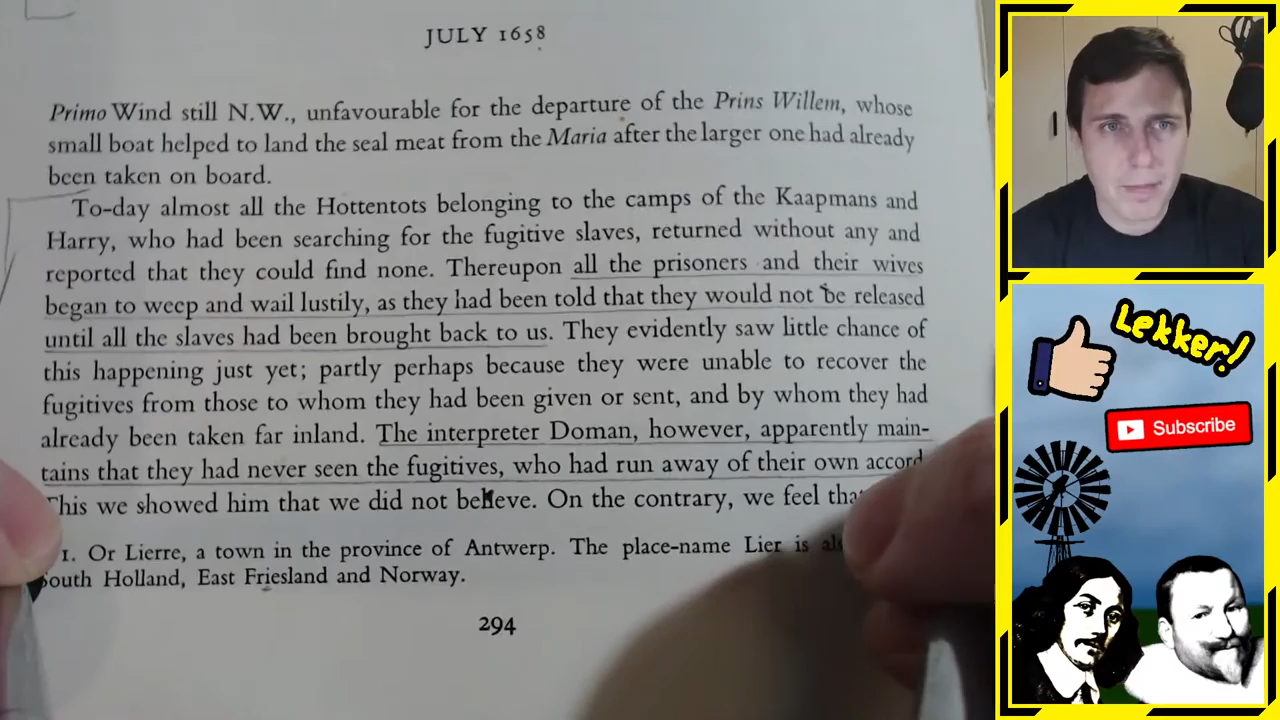 JULY 1658
Primo Wind still N.W., unfavourable for the departure of the Prins Willem, whose
small boat helped to land the seal meat from the Maria after the larger one had already
been taken on board.
To-day almost all the Hottentots belonging to the camps of the Kaapmans and
Harry, who had been searching for the fugitive slaves, returned without any and
reported that they could find none. Thereupon all the prisoners and their wives
began to weep and wail lustily, as they had been told that they would not be released
until all the slaves had been brought back to us. They evidently saw little chance of
this happening just yet; partly perhaps because they were unable to recover the
fugitives from those to whom they had been given or sent, and by whom they had
already been taken far inland. The interpreter Doman, however, apparently main-
tains that they had never seen the fugitives, who had run away of their own accord
This we showed him that we did not believe. On the contrary, we feel
1. Or Lierre, a town in the province of Antwerp. The place-name Lier is
South Holland, East Friesland and Norway.
294
Lekker!
Subscribe